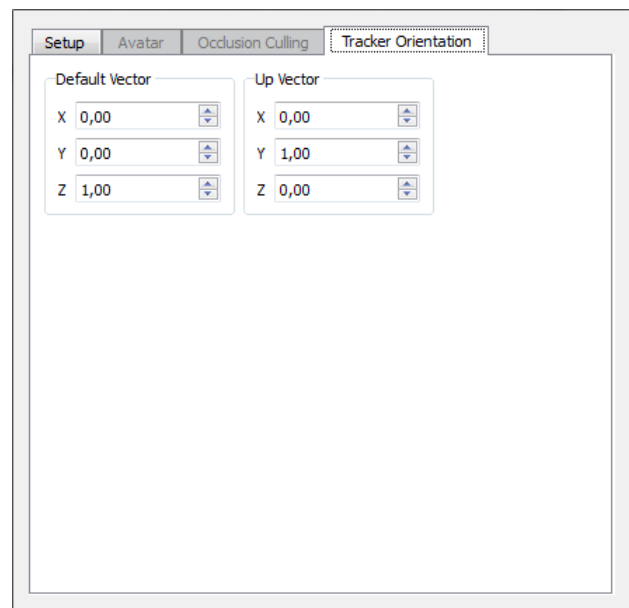 Setup Avatar Occlusion Culling Tracker Orientation
Default Vector Up Vector
X 0,00 X 0,00
Y 0,00 Y 1,00
Z 1,00 Z 0,00